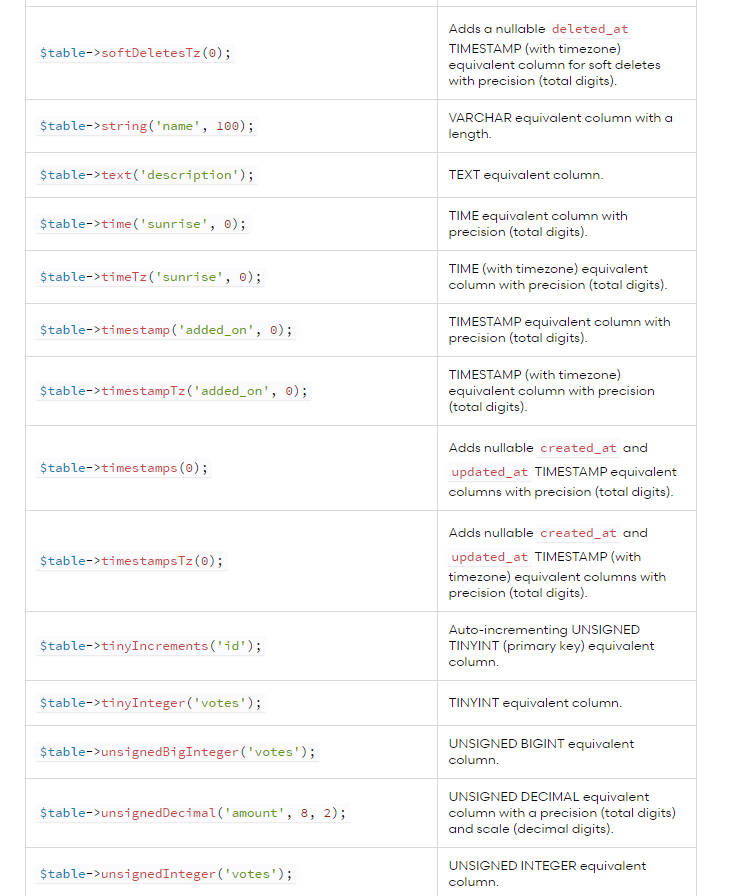 $table->softDeletesTz(0);
Adds a nullable deleted_at
TIMESTAMP (with timezone)
equivalent column for soft deletes
with precision (total digits).
$table->string('name', 100);
VARCHAR equivalent column with a
length.
$table->text('description');
TEXT equivalent column.
$table->time('sunrise', 0);
TIME equivalent column with
precision (total digits).
$table->timeTz('sunrise', 0);
TIME (with timezone) equivalent
column with precision (total digits).
$table->timestamp('added_on', 0);
TIMESTAMP equivalent column with
precision (total digits).
$table->timestampTz('added_on', 0);
TIMESTAMP (with timezone)
equivalent column with precision
(total digits).
$table->timestamps(0);
Adds nullable created_at and
updated_at TIMESTAMP equivalent
columns with precision (total digits).
$table->timestampsTz(0);
Adds nullable created_at and
updated_at TIMESTAMP (with
timezone) equivalent columns with
precision (total digits).
$table->tinyIncrements('id');
Auto-incrementing UNSIGNED
TINYINT (primary key) equivalent
column.
$table->tinyInteger('votes');
TINYINT equivalent column.
$table->unsignedBigInteger('votes');
UNSIGNED BIGINT equivalent
column.
$table->unsignedDecimal('amount', 8, 2);
UNSIGNED DECIMAL equivalent
column with a precision (total digits)
and scale (decimal digits).
$table->unsignedInteger('votes');
UNSIGNED INTEGER equivalent
column.